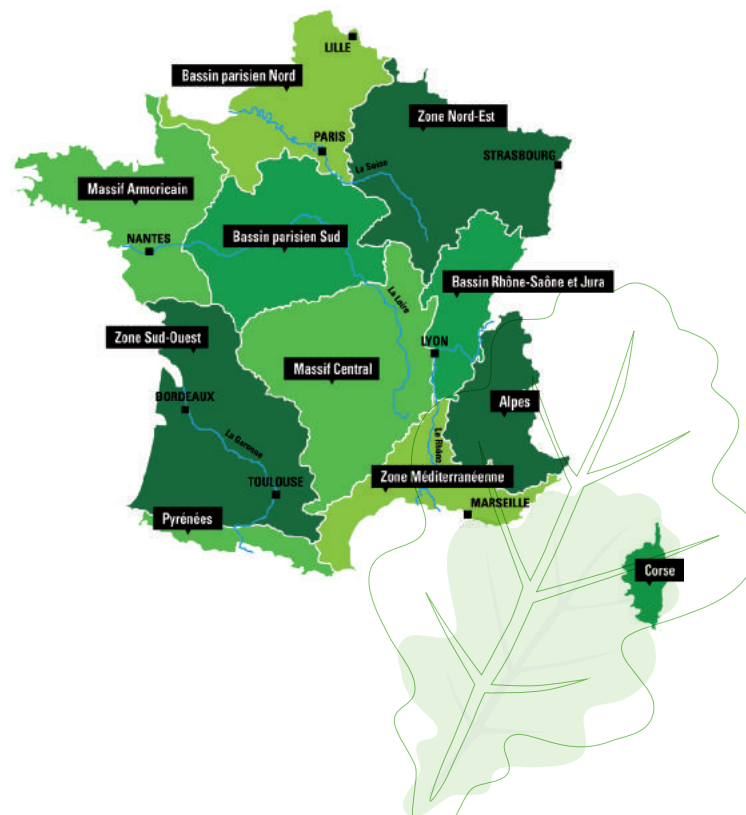 LILLE
Bassin parisien Nord
Zone Nord-Est
PARIS
STRASBOURG
La Seine
Massif Armoricain
NANTES
Bassin parisien Sud
Bassin Rhône-Saône et Jura
La Loire
Zone Sud-Ouest
LYON
Massif Central
BORDEAUX
Alpes
La Garonne
Le Rhône
Zone Méditerranéenne
TOULOUSE
MARSEILLE
Pyrénées
Corse